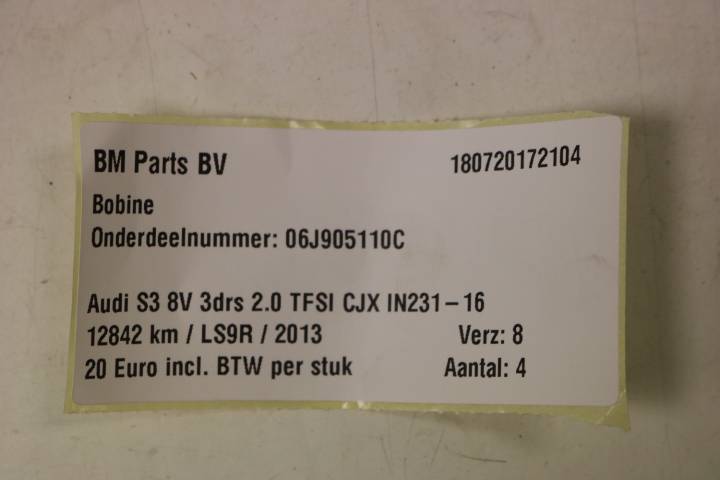 BM Parts BV 180720172104
Bobine
Onderdeelnummer: 06J905110C
Audi S3 8V 3drs 2.0 TFSI CJX IN231-16
12842 km / LS9R / 2013 Verz: 8
20 Euro incl. BTW per stuk Aantal: 4